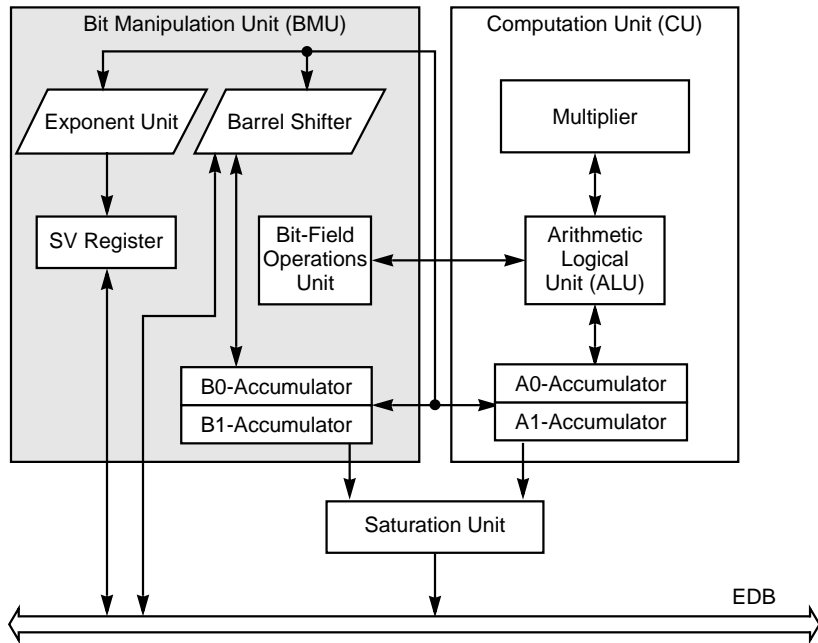 Bit Manipulation Unit (BMU)
Computation Unit (CU)
Exponent Unit
Barrel Shifter
Multiplier
SV Register
Bit-Field
Operations
Unit
Arithmetic
Logical
Unit (ALU)
B0-Accumulator
B1-Accumulator
A0-Accumulator
A1-Accumulator
Saturation Unit
EDB